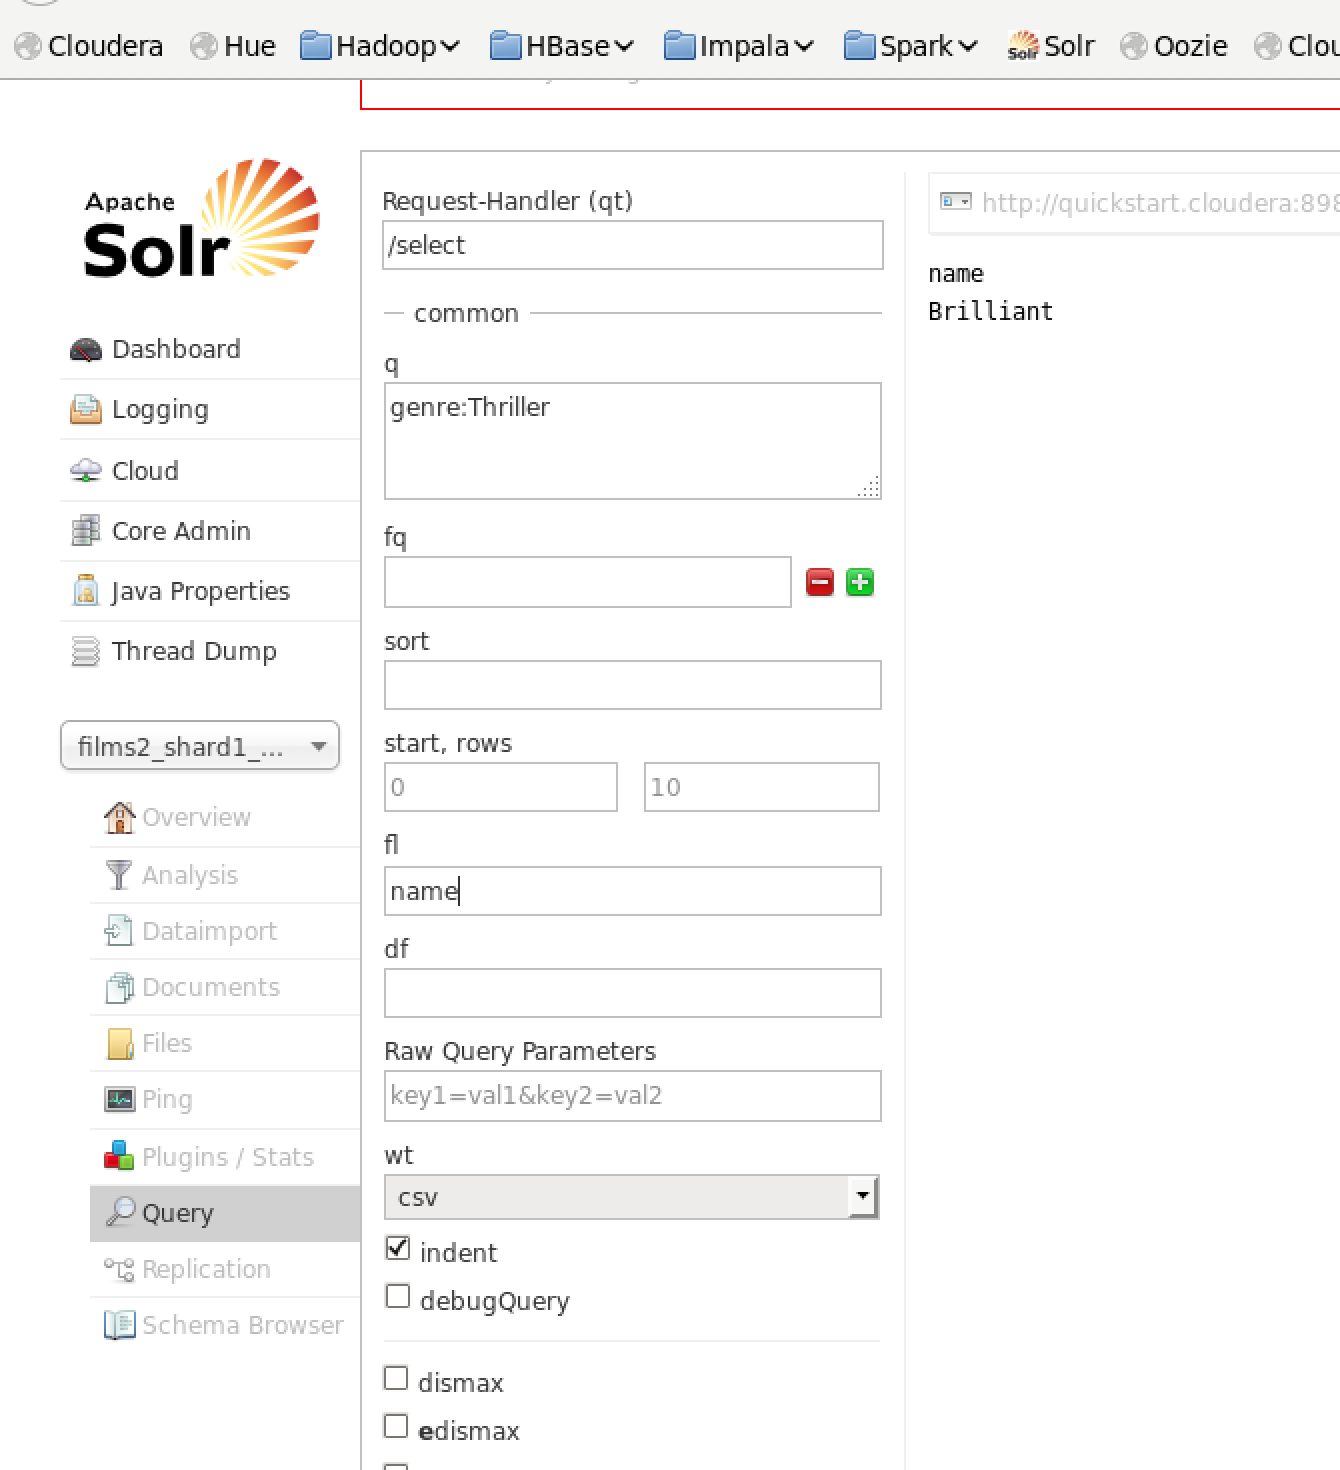 Cloudera Hue Hadoop HBase Impala Spark Solr Oozie Clou
Apache
Solr
Dashboard
Logging
Cloud
Core Admin
Java Properties
Thread Dump
films2_shard1_...
Overview
Analysis
Dataimport
Documents
Files
Ping
Plugins / Stats
Query
Replication
Schema Browser
Request-Handler (qt)
/select
common
q
genre:Thriller
fq
sort
start, rows
0 10
fl
name
df
Raw Query Parameters
key1=val1&key2=val2
wt
csv
indent
debugQuery
dismax
edismax
http://quickstart.cloudera:898
name
Brilliant